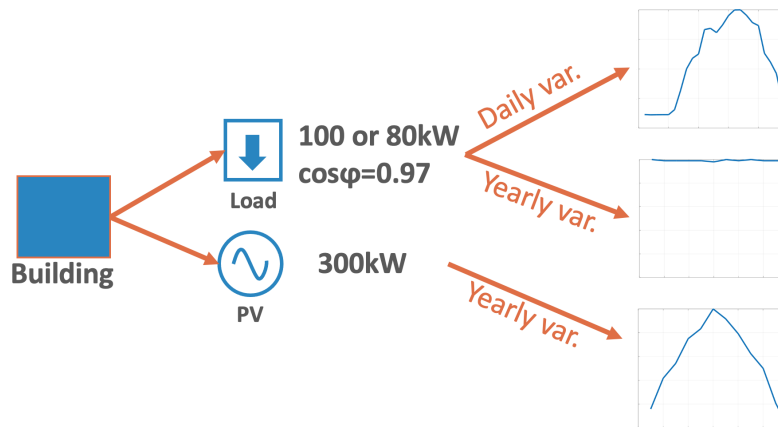 Daily var.
100 or 80kW
cosφ=0.97
Load
Yearly var.
Building
300kW
PV
Yearly var.